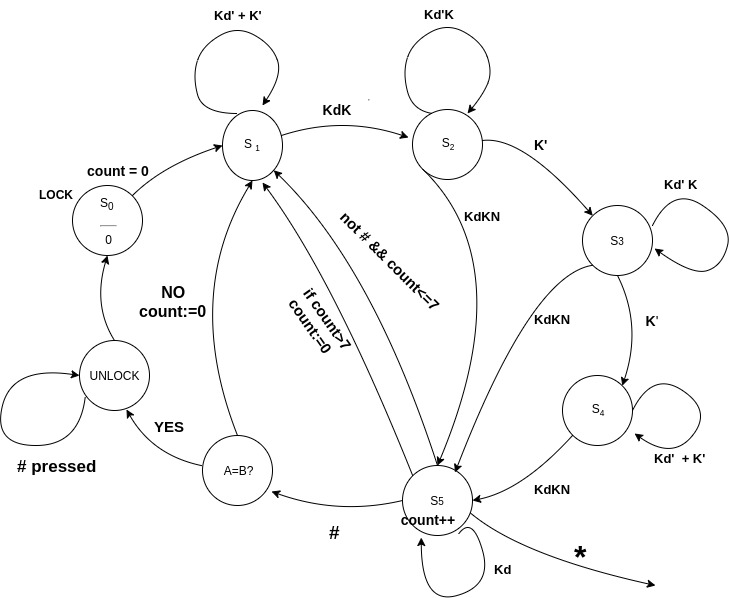 Kd' + K'
Kd'K
KdK
S 1
S2
K'
count = 0
LOCK
S0
0
Kd' K
KdKN
S3
not # && count<=7
NO
count:=0
if count>7
count:=0
KdKN
K'
UNLOCK
S4
YES
# pressed
Kd' + K'
A=B?
KdKN
S5
count++
#
*
Kd